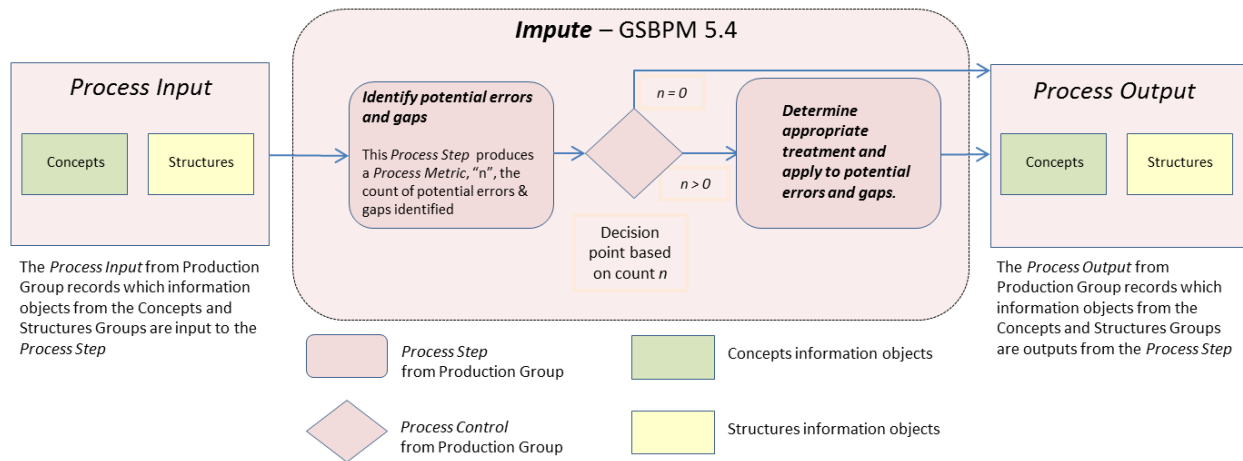 Impute – GSBPM 5.4
Process Input
Concepts
Structures
The Process Input from Production
Group records which information
objects from the Concepts and
Structures Groups are input to the
Process Step
Identify potential errors
and gaps
This Process Step produces
a Process Metric, “n”, the
count of potential errors &
gaps identified
n = 0
n > 0
Decision
point based
on count n
Determine
appropriate
treatment and
apply to potential
errors and gaps.
Process Output
Concepts
Structures
The Process Output from
Production Group records which
information objects from the
Concepts and Structures Groups
are outputs from the Process Step
Process Step
from Production Group
Concepts information objects
Process Control
from Production Group
Structures information objects